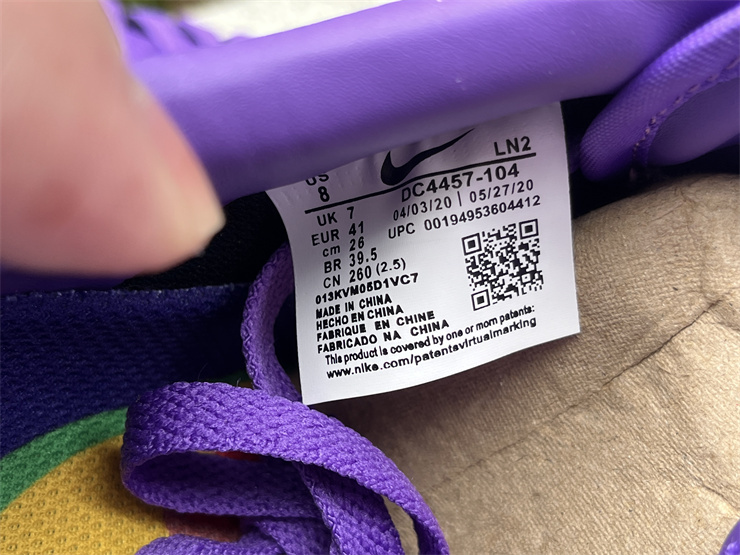 US
8
LN2
DC4457-104
UK 7
04/03/20 | 05/27/20
EUR 41
UPC 00194953604412
cm 26
BR 39.5
CN 260 (2.5)
013KVM05D1VC7
MADE IN CHINA
HECHO EN CHINA
FABRIQUE EN CHINE
FABRICADO NA CHINA
This product is covered by one or more patents:
www.nike.com/patentsvirtualmarking